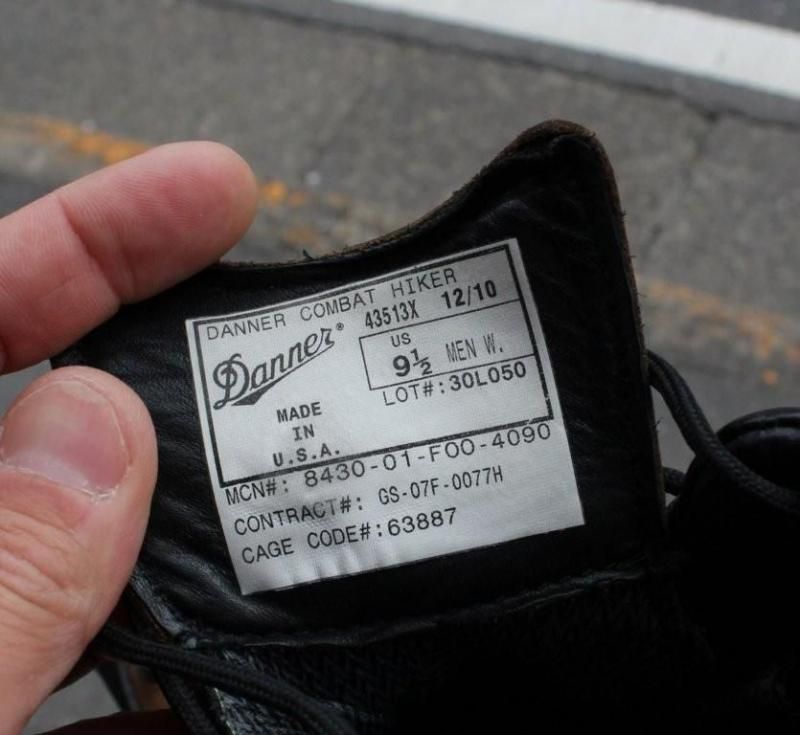 DANNER COMBAT HIKER
Danner® 43513X 12/10
US
9½ MEN W.
LOT#:30L050
MADE
IN
U.S.A.
MCN#: 8430-01-F00-4090
CONTRACT#: GS-07F-0077H
CAGE CODE#:63887